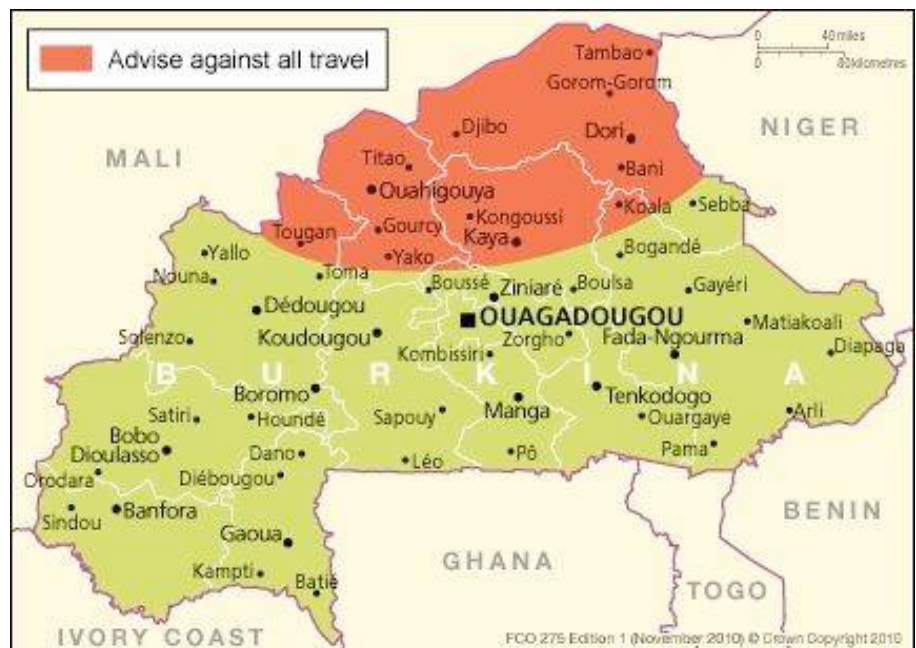 Advise against all travel
0 40 miles
0 80 kilometres
Tambao
Gorom-Gorom
NIGER
Djibo
Dori
MALI
Titao
Bani
Ouahigouya
Koala
Sebba
Kongoussi
Gourcy
Tougan
Kaya
Bogandé
Yallo
Yako
Nouna
Toma
Boussé
Ziniaré
Boulsa
Gayéri
Dédougou
OUAGADOUGOU
Matiakoali
Solenzo
Koudougou
Zorgho
Fada-Ngourma
Diapaga
Kombissiri
BURKINA
Boromo
Tenkodogo
Satiri
Houndé
Sapouy
Manga
Ouargaye
Arli
Bobo
Dioulasso
Dano
Léo
Pô
Pama
Orodara
Diébougou
Sindou
Banfora
BENIN
Gaoua
GHANA
Kampti
Batié
TOGO
IVORY COAST
FCO 275 Edition 1 (November 2010) © Crown Copyright 2010